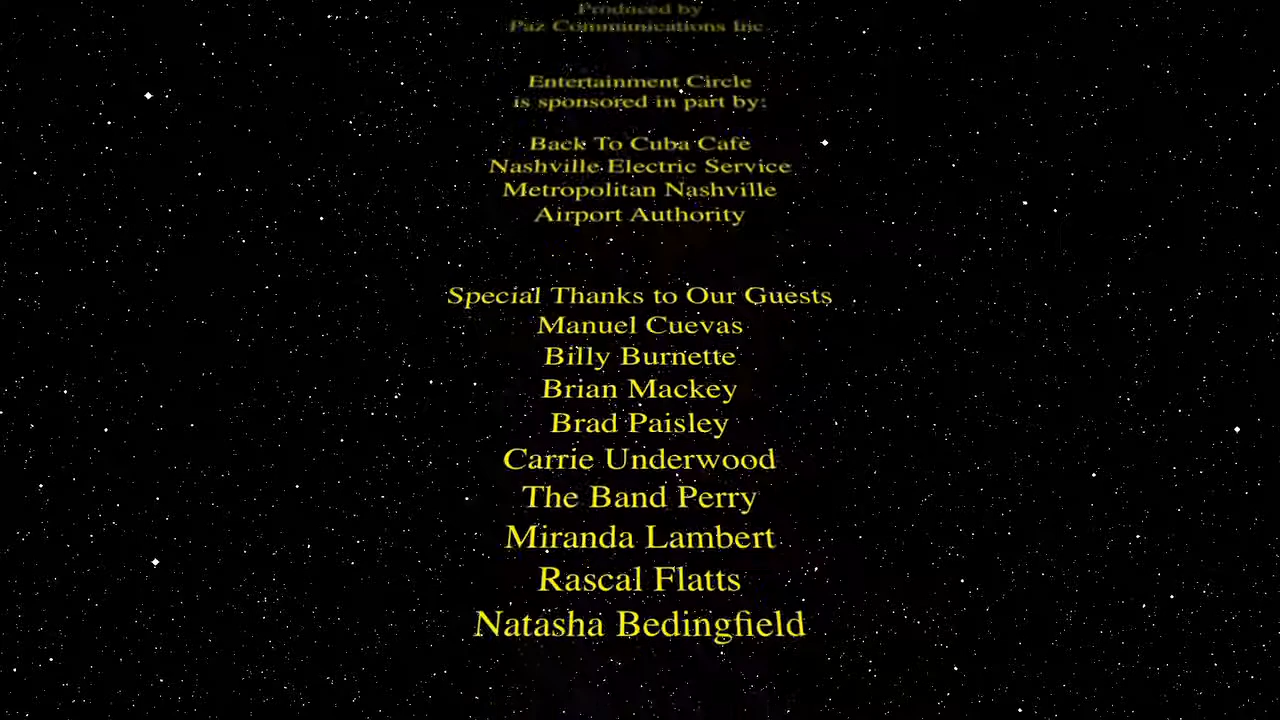 Produced by
Paz Communications Inc
Entertainment Circle
is sponsored in part by:
Back To Cuba Cafè
Nashville Electric Service
Metropolitan Nashville
Airport Authority
Special Thanks to Our Guests
Manuel Cuevas
Billy Burnette
Brian Mackey
Brad Paisley
Carrie Underwood
The Band Perry
Miranda Lambert
Rascal Flatts
Natasha Bedingfield